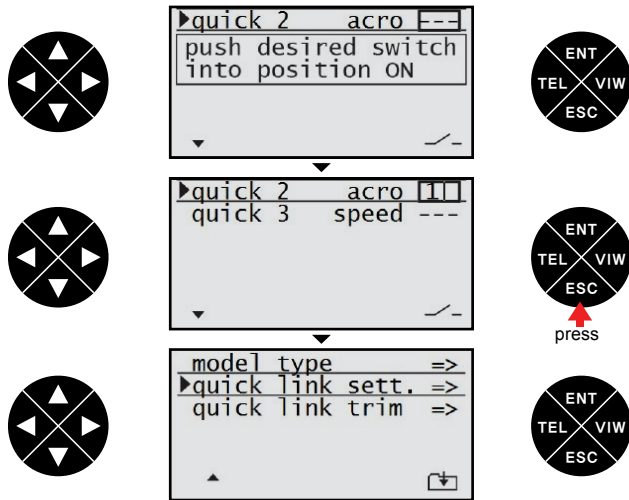 quick 2 acro ---
push desired switch
into position ON
ENT
TEL VIW
ESC
quick 2 acro 1
quick 3 speed ---
ENT
TEL VIW
ESC
press
model type =>
quick link sett. =>
quick link trim =>
ENT
TEL VIW
ESC